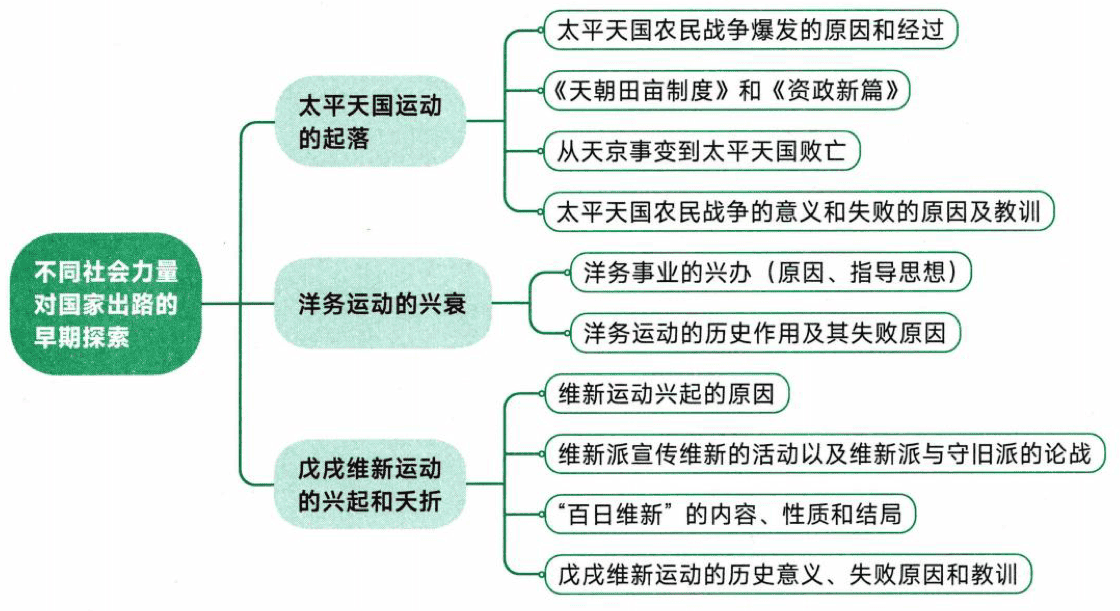 不同社会力量
对国家出路的
早期探索
太平天国运动
的起落
太平天国农民战争爆发的原因和经过
《天朝田亩制度》和《资政新篇》
从天京事变到太平天国败亡
太平天国农民战争的意义和失败的原因及教训
洋务运动的兴衰
洋务事业的兴办（原因、指导思想）
洋务运动的历史作用及其失败原因
戊戌维新运动
的兴起和夭折
维新运动兴起的原因
维新派宣传维新的活动以及维新派与守旧派的论战
“百日维新”的内容、性质和结局
戊戌维新运动的历史意义、失败原因和教训